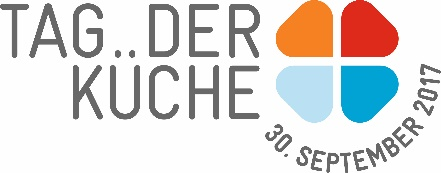 TAG DER
KÜCHE
30. SEPTEMBER 2017